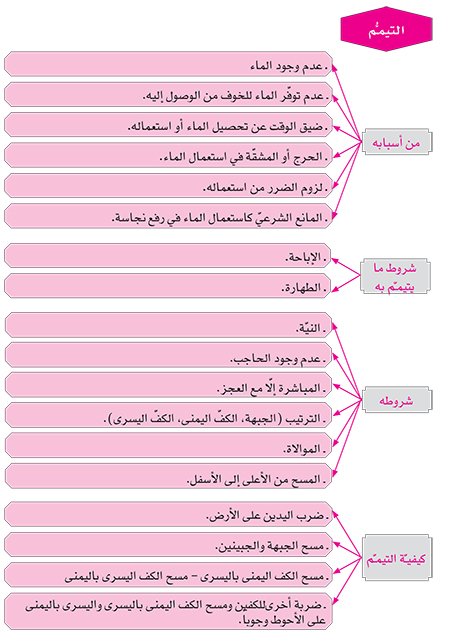 التيمُّم
من أسبابه
. عدم وجود الماء
. عدم توفّر الماء للخوف من الوصول إليه.
. ضيق الوقت عن تحصيل الماء أو استعماله.
. الحرج أو المشقّة في استعمال الماء.
. لزوم الضرر من استعماله.
. المانع الشرعيّ كاستعمال الماء في رفع نجاسة.
شروط ما
يتيمّم به
. الإباحة.
. الطهارة.
شروطه
. النيّة.
. عدم وجود الحاجب.
. المباشرة إلّا مع العجز.
. الترتيب (الجبهة، الكفّ اليمنى، الكفّ اليسرى).
. الموالاة.
. المسح من الأعلى إلى الأسفل.
كيفيّة التيمّم
. ضرب اليدين على الأرض.
. مسح الجبهة والجبينين.
. مسح الكف اليمنى باليسرى – مسح الكف اليسرى باليمنى
. ضربة أخرى للكفين ومسح الكف اليمنى باليسرى واليسرى باليمنى
على الأحوط وجوباً.